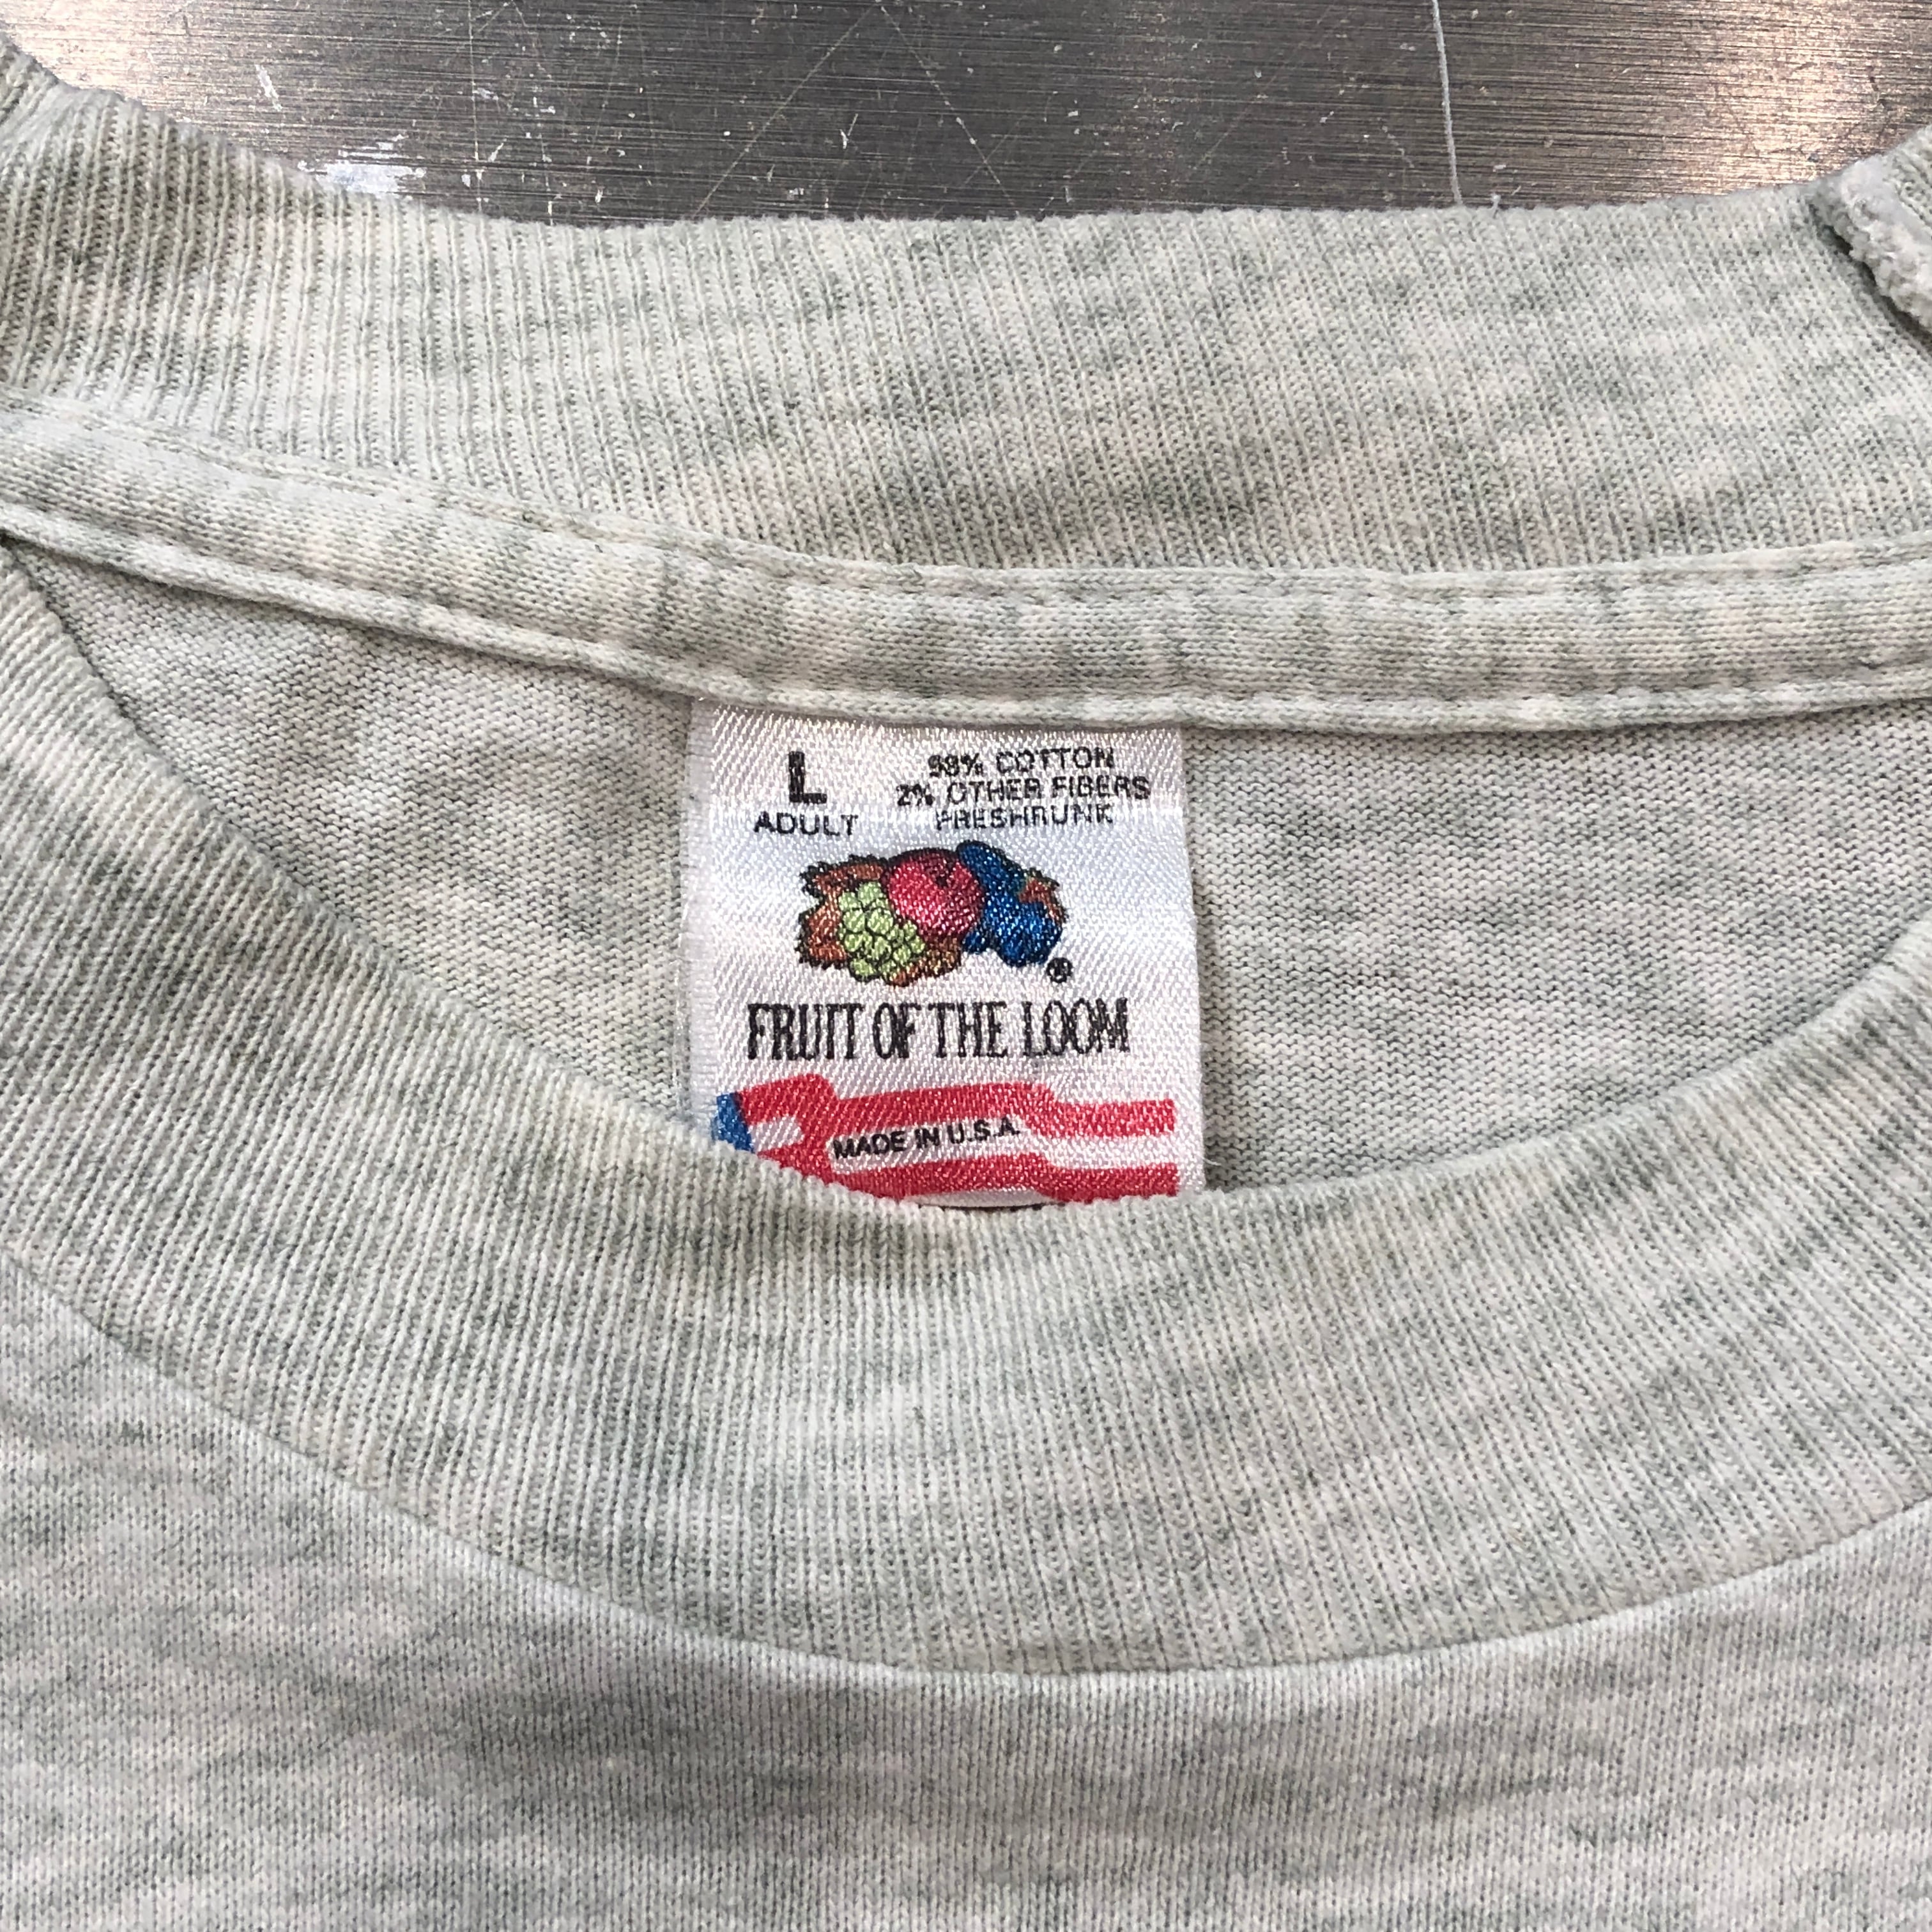 L
ADULT
98% COTTON
2% OTHER FIBERS
PRESHRUNK
®
FRUIT OF THE LOOM
MADE IN U.S.A.